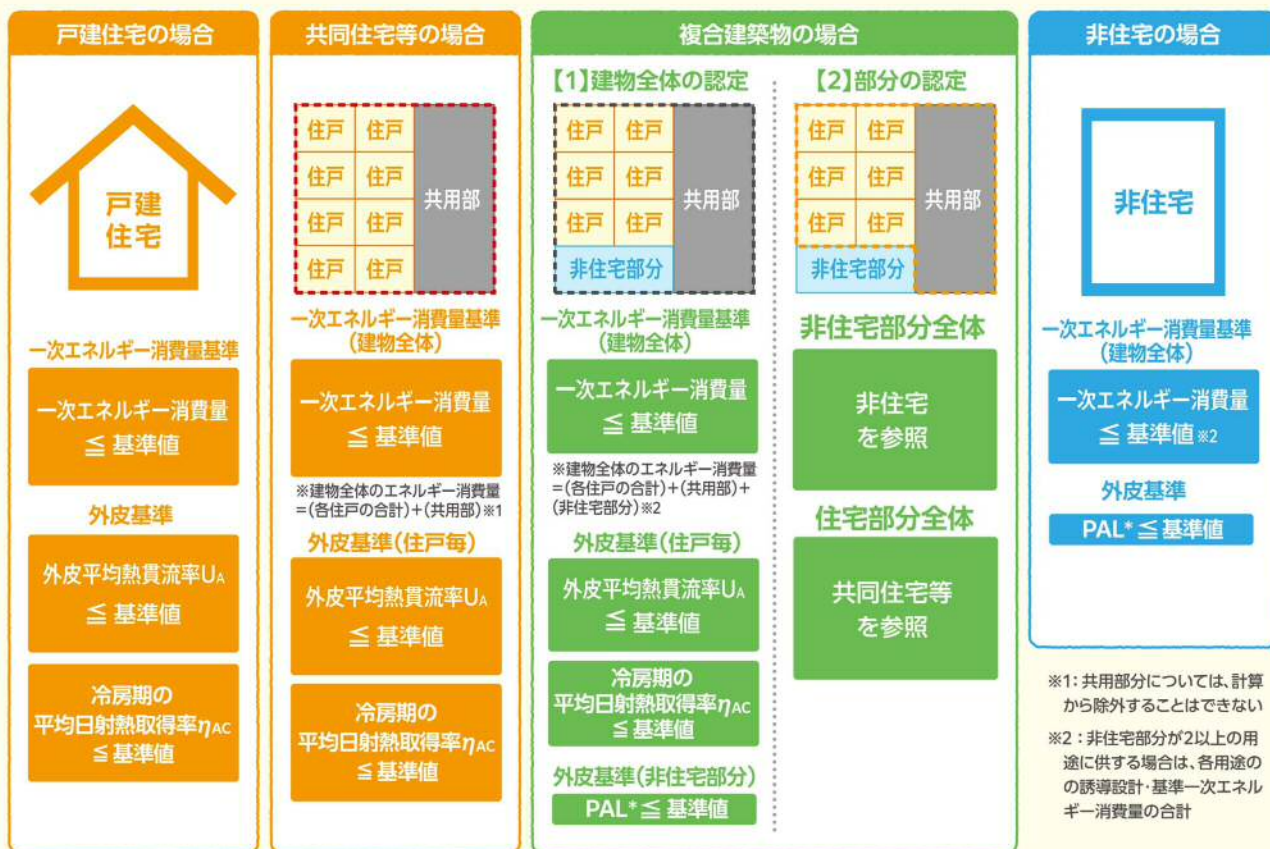 戸建住宅の場合
戸建
住宅
一次エネルギー消費量基準
一次エネルギー消費量
≦ 基準値
外皮基準
外皮平均熱貫流率UA
≦ 基準値
冷房期の
平均日射熱取得率ηAC
≦ 基準値
共同住宅等の場合
住戸 住戸
住戸 住戸
住戸 住戸
住戸 住戸
共用部
一次エネルギー消費量基準
(建物全体)
一次エネルギー消費量
≦ 基準値
※建物全体のエネルギー消費量
=(各住戸の合計)+(共用部)※1
外皮基準(住戸毎)
外皮平均熱貫流率UA
≦ 基準値
冷房期の
平均日射熱取得率ηAC
≦ 基準値
複合建築物の場合
【1】建物全体の認定
住戸 住戸
住戸 住戸
住戸 住戸
共用部
非住宅部分
一次エネルギー消費量基準
(建物全体)
一次エネルギー消費量
≦ 基準値
※建物全体のエネルギー消費量
=(各住戸の合計)+(共用部)+
(非住宅部分)※2
外皮基準(住戸毎)
外皮平均熱貫流率UA
≦ 基準値
冷房期の
平均日射熱取得率ηAC
≦ 基準値
外皮基準(非住宅部分)
PAL*≦ 基準値
【2】部分の認定
住戸 住戸
住戸 住戸
住戸 住戸
共用部
非住宅部分
非住宅部分全体
非住宅
を参照
住宅部分全体
共同住宅等
を参照
非住宅の場合
非住宅
一次エネルギー消費量基準
(建物全体)
一次エネルギー消費量
≦ 基準値※2
外皮基準
PAL*≦ 基準値
※1:共用部分については、計算
から除外することはできない
※2:非住宅部分が2以上の用
途に供する場合は、各用途の
の誘導設計・基準一次エネル
ギー消費量の合計